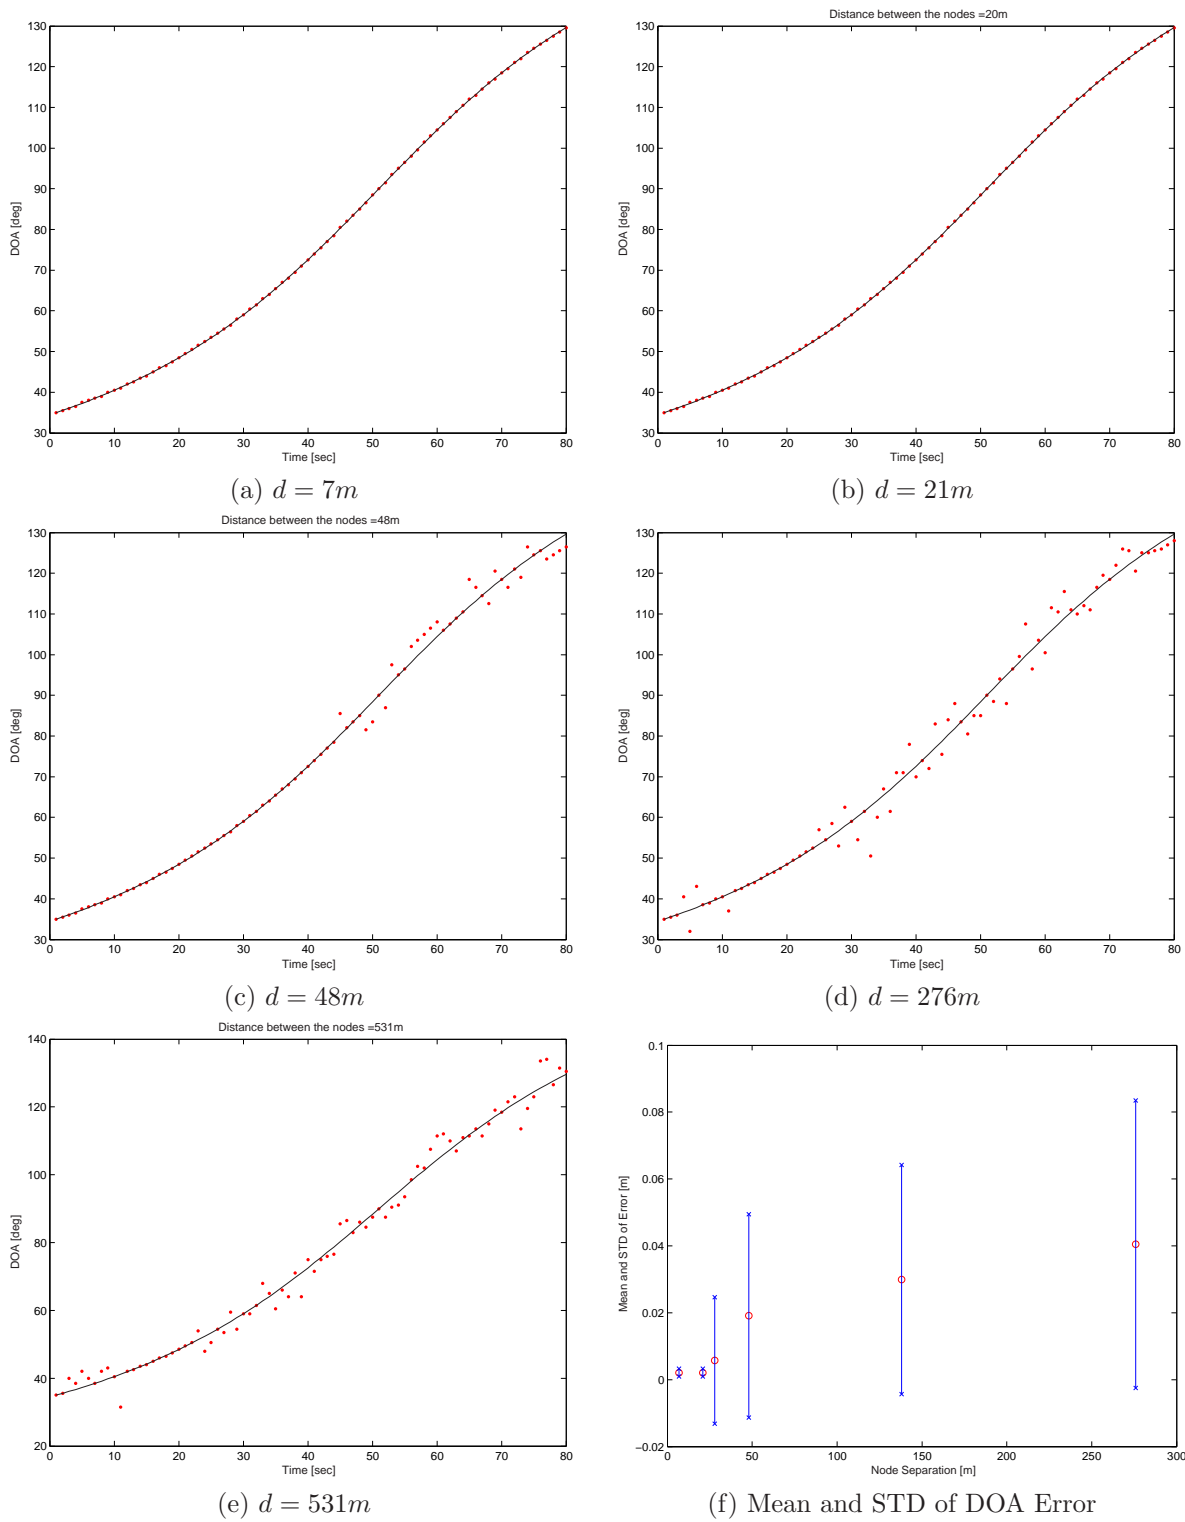 130
120
110
100
90
80
70
60
50
40
30
DOA [deg]
0 10 20 30 40 50 60 70 80
Time [sec]
(a) d = 7m
Distance between the nodes =20m
130
120
110
100
90
80
70
60
50
40
30
DOA [deg]
0 10 20 30 40 50 60 70 80
Time [sec]
(b) d = 21m
Distance between the nodes =48m
130
120
110
100
90
80
70
60
50
40
30
DOA [deg]
0 10 20 30 40 50 60 70 80
Time [sec]
(c) d = 48m
130
120
110
100
90
80
70
60
50
40
30
DOA [deg]
0 10 20 30 40 50 60 70 80
Time [sec]
(d) d = 276m
Distance between the nodes =531m
140
120
100
80
60
40
20
DOA [deg]
0 10 20 30 40 50 60 70 80
Time [sec]
(e) d = 531m
0.1
0.08
0.06
0.04
0.02
0
−0.02
Mean and STD of Error [m]
0 50 100 150 200 250 300
Node Separation [m]
(f) Mean and STD of DOA Error